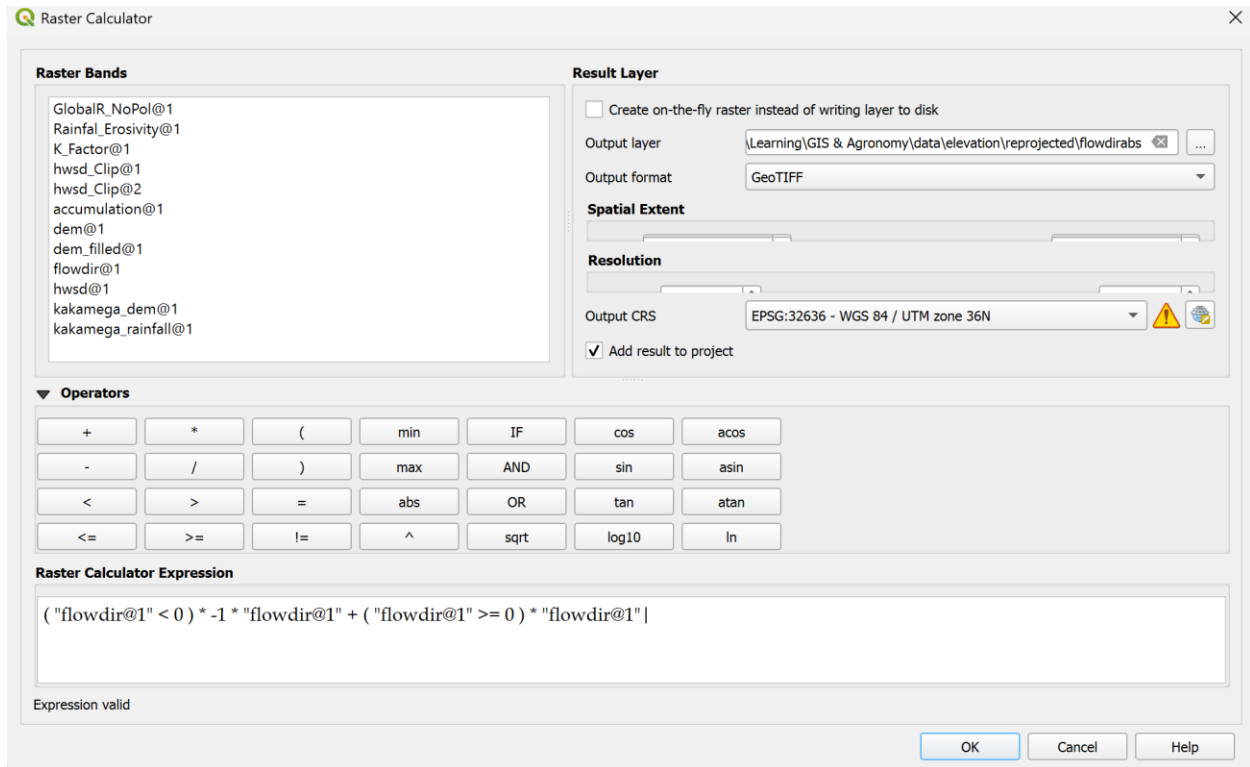 Raster Calculator
Raster Bands
GlobalR_NoPol@1
Rainfal_Erosivity@1
K_Factor@1
hwsd_Clip@1
hwsd_Clip@2
accumulation@1
dem@1
dem_filled@1
flowdir@1
hwsd@1
kakamega_dem@1
kakamega_rainfall@1
Result Layer
Create on-the-fly raster instead of writing layer to disk
Output layer \Learning\GIS & Agronomy\data\elevation\reprojected\flowdirabs ...
Output format GeoTIFF
Spatial Extent
Resolution
Output CRS EPSG:32636 - WGS 84 / UTM zone 36N
Add result to project
Operators
+ * ( min IF cos acos
- / ) max AND sin asin
< > = abs OR tan atan
<= >= != ^ sqrt log10 ln
Raster Calculator Expression
( "flowdir@1" < 0 ) * -1 * "flowdir@1" + ( "flowdir@1" >= 0 ) * "flowdir@1"
Expression valid
OK Cancel Help